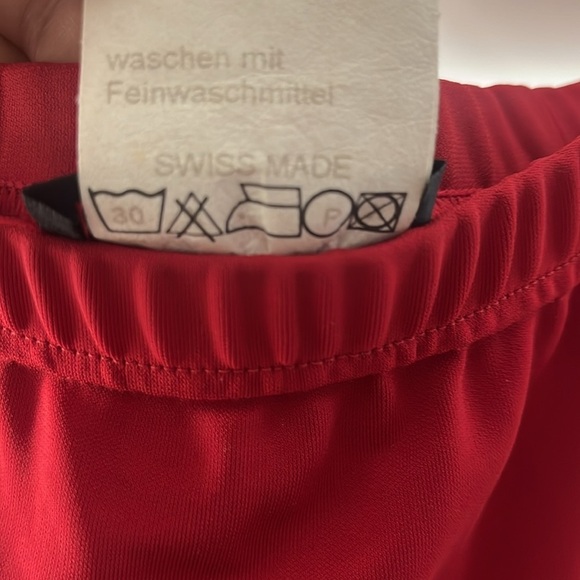 waschen mit
Feinwaschmittel
SWISS MADE
30 P